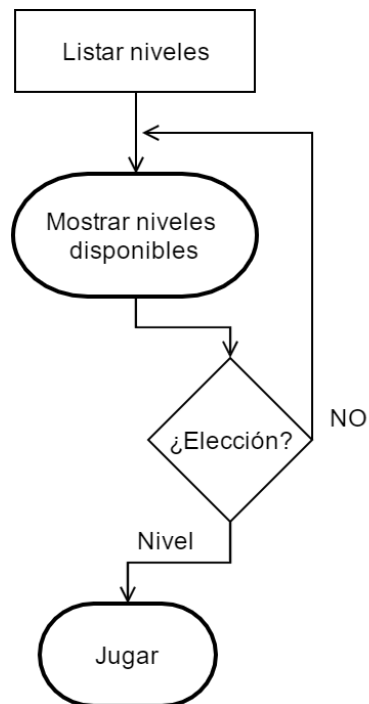 Listar niveles
Mostrar niveles
disponibles
¿Elección?
NO
Nivel
Jugar